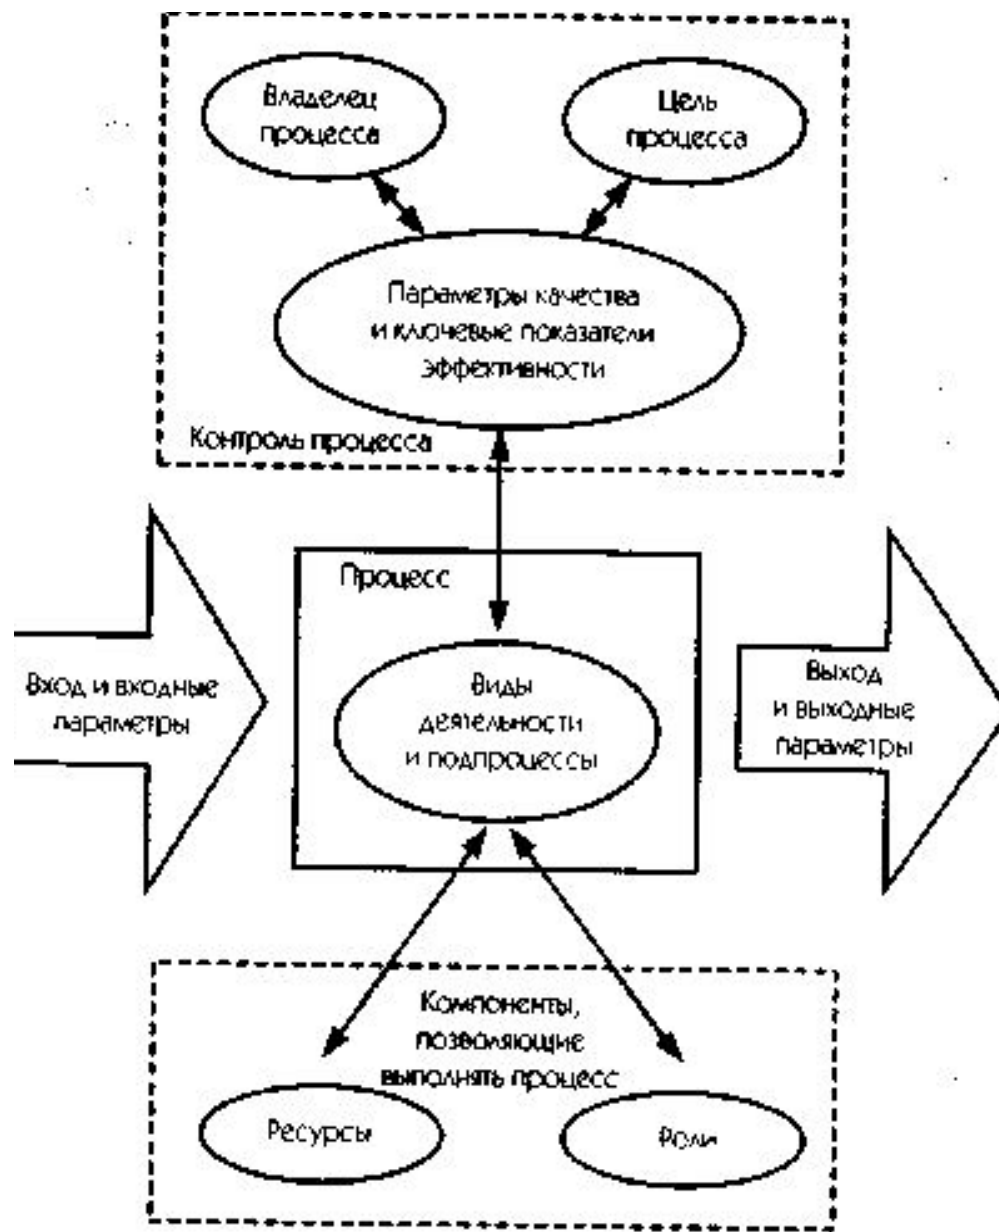 Владелец
процесса
Цель
процесса
Параметры качества
и ключевые показатели
эффективности
Контроль процесса
Процесс
Вход и входные
параметры
Виды
деятельности
и подпроцессы
Выход
и выходные
параметры
Компоненты,
позволяющие
выполнять процесс
Ресурсы
Роли